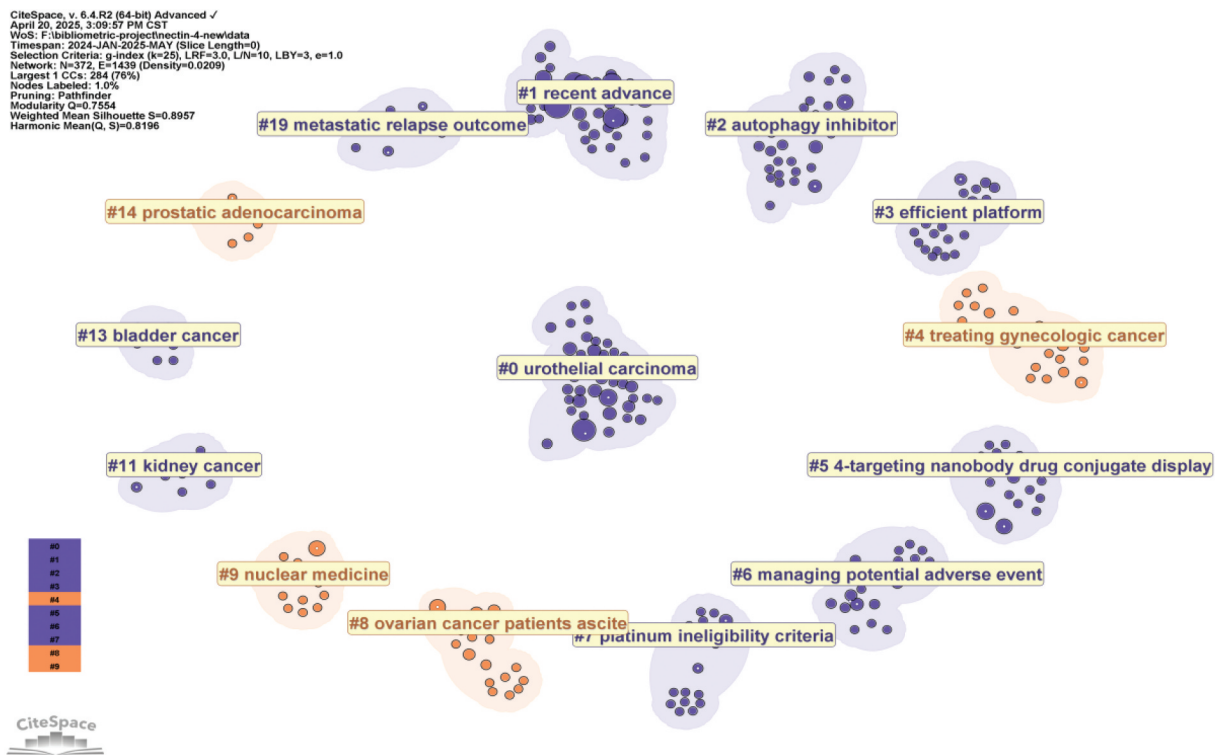 CiteSpace, v. 6.4.R2 (64-bit) Advanced ✓
April 20, 2025, 3:09:57 PM CST
WoS: F:\bibliometric-project\nectin-4-new\data
Timespan: 2024-JAN-2025-MAY (Slice Length=0)
Selection Criteria: g-index (k=25), LRF=3.0, L/N=10, LBY=3, e=1.0
Network: N=372, E=1439 (Density=0.0209)
Largest 1 CCs: 284 (76%)
Nodes Labeled: 1.0%
Pruning: Pathfinder
Modularity Q=0.7554
Weighted Mean Silhouette S=0.8957
Harmonic Mean(Q, S)=0.8196
#1 recent advance
#19 metastatic relapse outcome
#2 autophagy inhibitor
#14 prostatic adenocarcinoma
#3 efficient platform
#13 bladder cancer
#4 treating gynecologic cancer
#0 urothelial carcinoma
#11 kidney cancer
#5 4-targeting nanobody drug conjugate display
#9 nuclear medicine
#6 managing potential adverse event
#8 ovarian cancer patients ascite
#7 platinum ineligibility criteria
#0
#1
#2
#3
#4
#5
#6
#7
#8
#9
CiteSpace